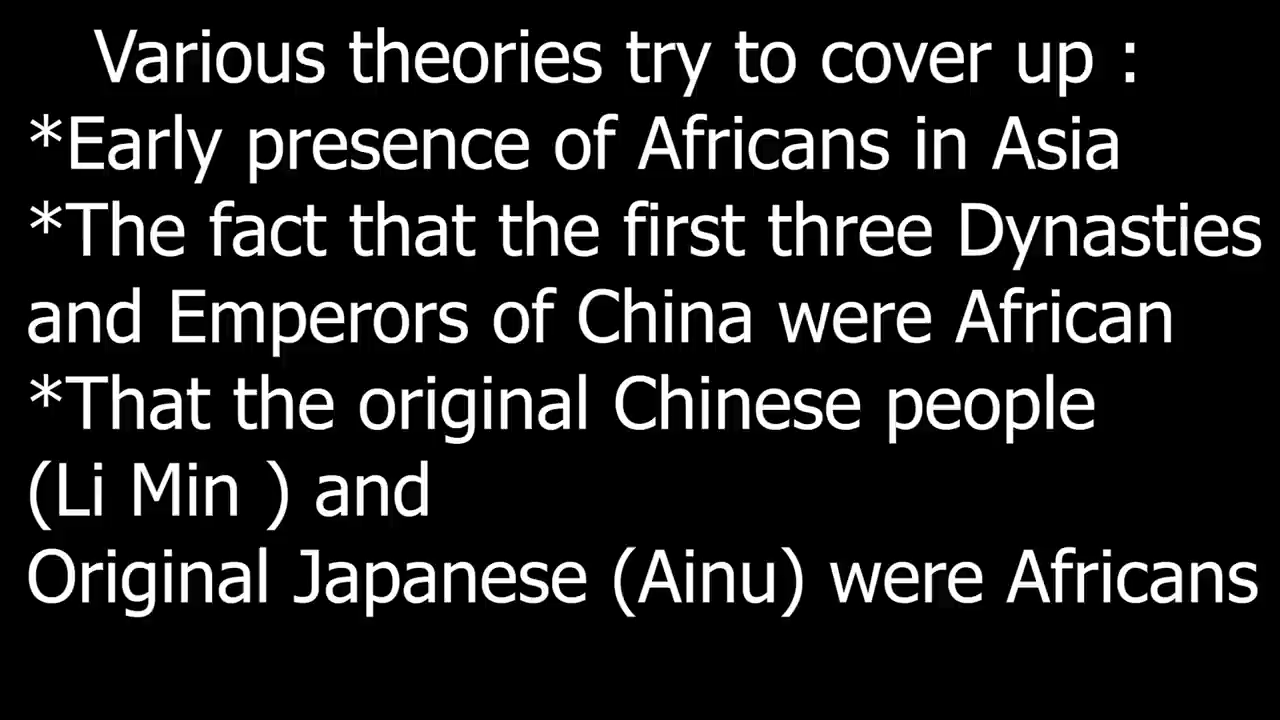 Various theories try to cover up :
*Early presence of Africans in Asia
*The fact that the first three Dynasties
and Emperors of China were African
*That the original Chinese people
(Li Min ) and
Original Japanese (Ainu) were Africans